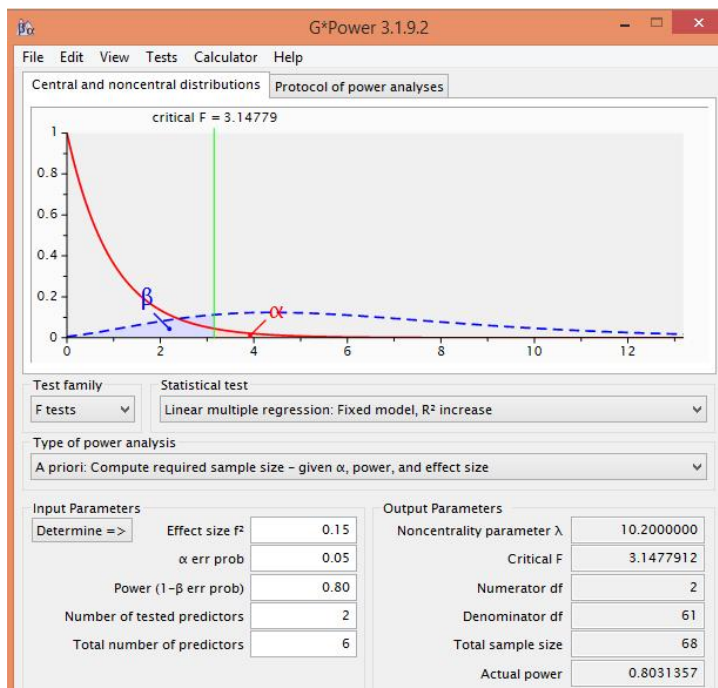 βα G*Power 3.1.9.2
File Edit View Tests Calculator Help
Central and noncentral distributions Protocol of power analyses
critical F = 3.14779
1
0.8
0.6
0.4
0.2
0
β
α
0 2 4 6 8 10 12
Test family Statistical test
F tests Linear multiple regression: Fixed model, R² increase
Type of power analysis
A priori: Compute required sample size – given α, power, and effect size
Input Parameters Output Parameters
Determine => Effect size f² 0.15 Noncentrality parameter λ 10.2000000
α err prob 0.05 Critical F 3.1477912
Power (1-β err prob) 0.80 Numerator df 2
Number of tested predictors 2 Denominator df 61
Total number of predictors 6 Total sample size 68
Actual power 0.8031357